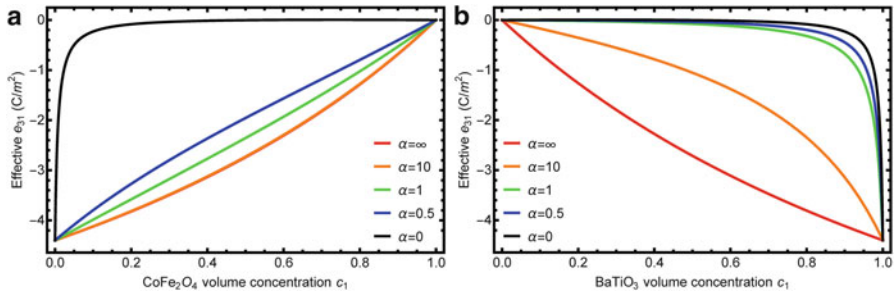 a
Effective e31 (C/m²)
0
−1
−2
−3
−4
α=∞
α=10
α=1
α=0.5
α=0
0.0 0.2 0.4 0.6 0.8 1.0
CoFe₂O₄ volume concentration c₁
b
Effective e31 (C/m²)
0
−1
−2
−3
−4
α=∞
α=10
α=1
α=0.5
α=0
0.0 0.2 0.4 0.6 0.8 1.0
BaTiO₃ volume concentration c₁